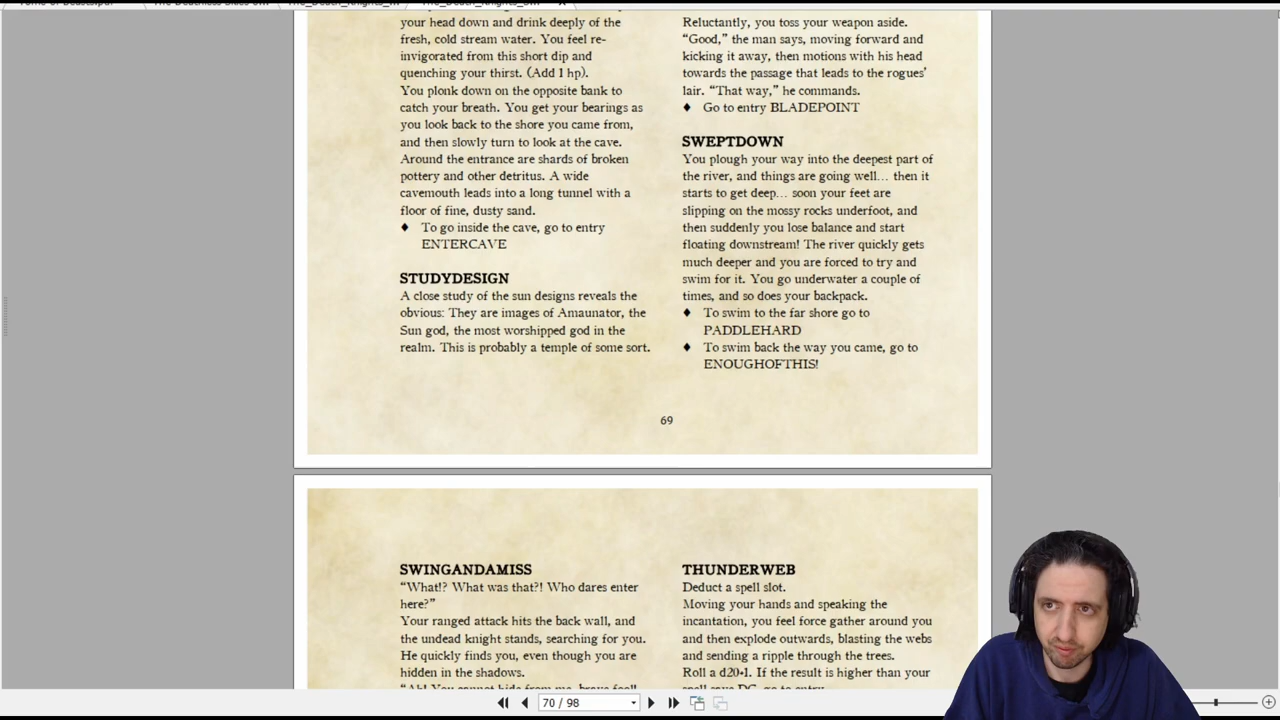 your head down and drink deeply of the
fresh, cold stream water. You feel re-
invigorated from this short dip and
quenching your thirst. (Add 1 hp).
You plonk down on the opposite bank to
catch your breath. You get your bearings as
you look back to the shore you came from,
and then slowly turn to look at the cave.
Around the entrance are shards of broken
pottery and other detritus. A wide
cavemouth leads into a long tunnel with a
floor of fine, dusty sand.
♦ To go inside the cave, go to entry
ENTERCAVE
STUDYDESIGN
A close study of the sun designs reveals the
obvious: They are images of Amaunator, the
Sun god, the most worshipped god in the
realm. This is probably a temple of some sort.
Reluctantly, you toss your weapon aside.
“Good,” the man says, moving forward and
kicking it away, then motions with his head
towards the passage that leads to the rogues’
lair. “That way,” he commands.
♦ Go to entry BLADEPOINT
SWEPTDOWN
You plough your way into the deepest part of
the river, and things are going well… then it
starts to get deep… soon your feet are
slipping on the mossy rocks underfoot, and
then suddenly you lose balance and start
floating downstream! The river quickly gets
much deeper and you are forced to try and
swim for it. You go underwater a couple of
times, and so does your backpack.
♦ To swim to the far shore go to
PADDLEHARD
♦ To swim back the way you came, go to
ENOUGHOFTHIS!
69
SWINGANDAMISS
“What!? What was that?! Who dares enter
here?”
Your ranged attack hits the back wall, and
the undead knight stands, searching for you.
He quickly finds you, even though you are
hidden in the shadows.
THUNDERWEB
Deduct a spell slot.
Moving your hands and speaking the
incantation, you feel force gather around you
and then explode outwards, blasting the webs
and sending a ripple through the trees.
Roll a d20+1. If the result is higher than your
70 / 98